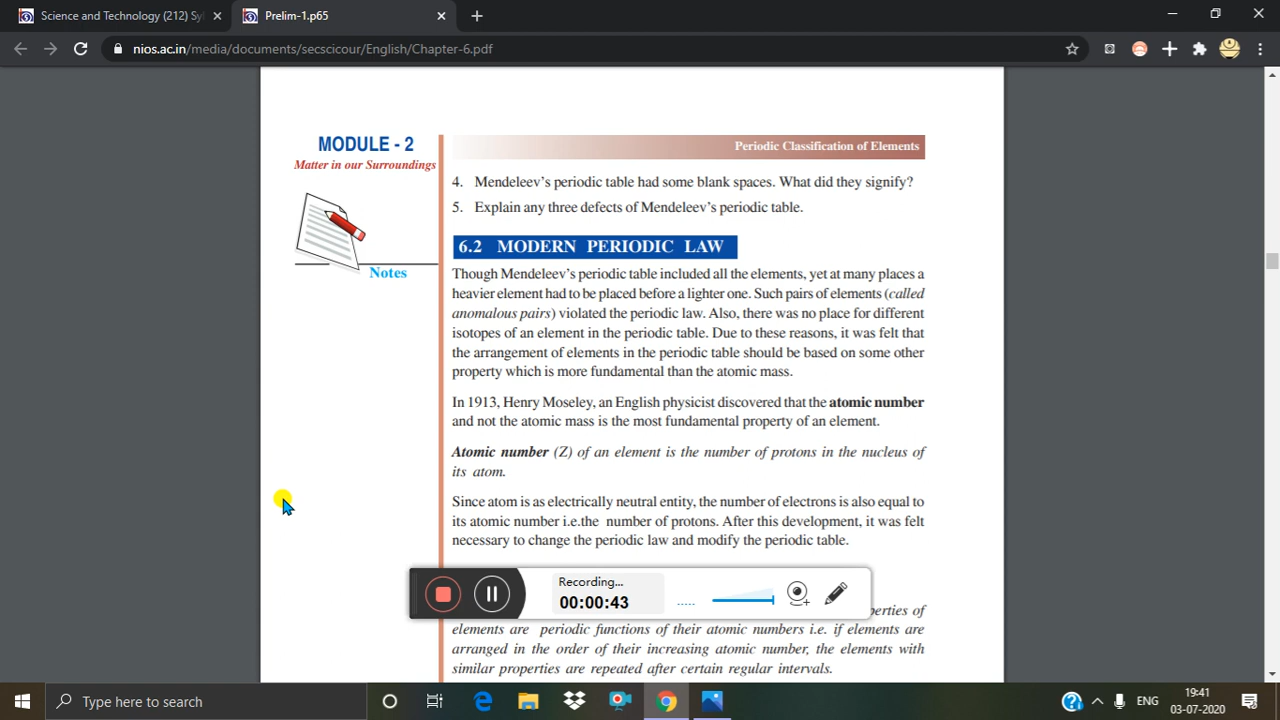 Science and Technology (212) Syl
Prelim-1.p65
nios.ac.in/media/documents/secscicour/English/Chapter-6.pdf
MODULE - 2
Matter in our Surroundings
Notes
Periodic Classification of Elements
4. Mendeleev's periodic table had some blank spaces. What did they signify?
5. Explain any three defects of Mendeleev's periodic table.
6.2 MODERN PERIODIC LAW
Though Mendeleev's periodic table included all the elements, yet at many places a
heavier element had to be placed before a lighter one. Such pairs of elements (called
anomalous pairs) violated the periodic law. Also, there was no place for different
isotopes of an element in the periodic table. Due to these reasons, it was felt that
the arrangement of elements in the periodic table should be based on some other
property which is more fundamental than the atomic mass.
In 1913, Henry Moseley, an English physicist discovered that the atomic number
and not the atomic mass is the most fundamental property of an element.
Atomic number (Z) of an element is the number of protons in the nucleus of
its atom.
Since atom is as electrically neutral entity, the number of electrons is also equal to
its atomic number i.e.the number of protons. After this development, it was felt
necessary to change the periodic law and modify the periodic table.
Recording...
00:00:43
perties of
elements are periodic functions of their atomic numbers i.e. if elements are
arranged in the order of their increasing atomic number, the elements with
similar properties are repeated after certain regular intervals.
Type here to search
ENG
19:41
03-07-2020